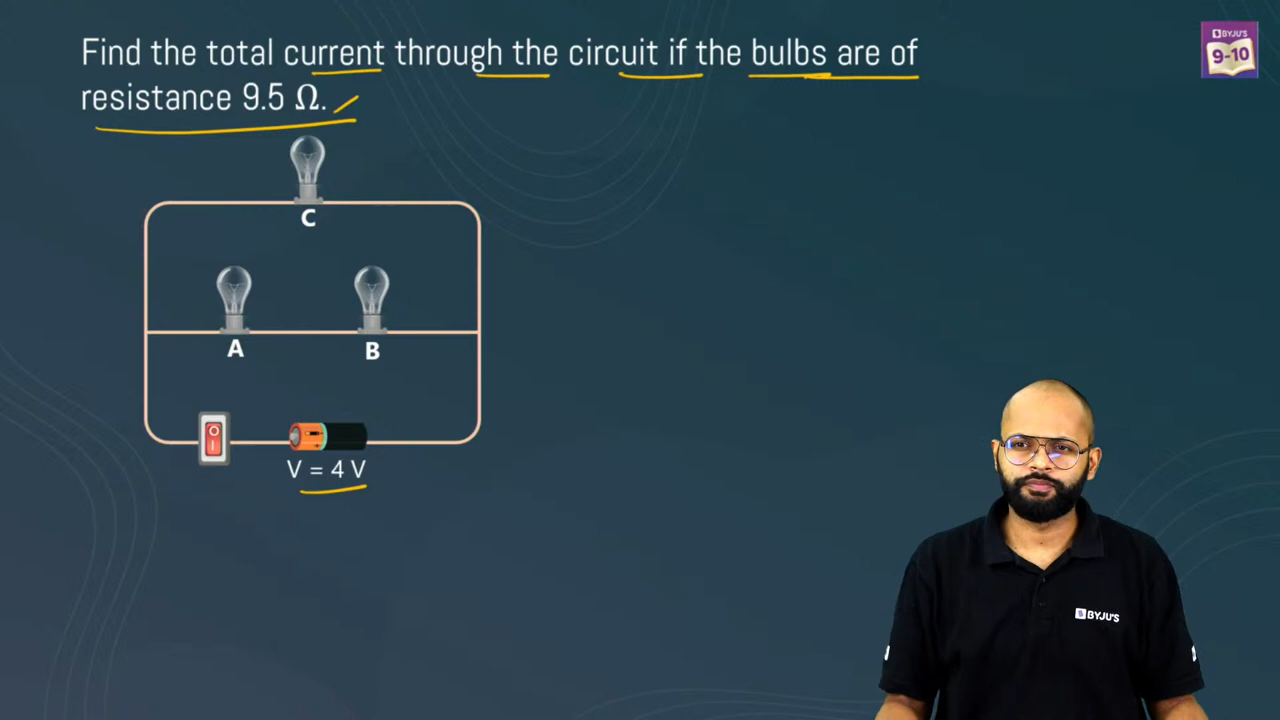 Find the total current through the circuit if the bulbs are of
resistance 9.5 Ω.
BYJU'S
9-10
C
A
B
V = 4 V
BYJU'S